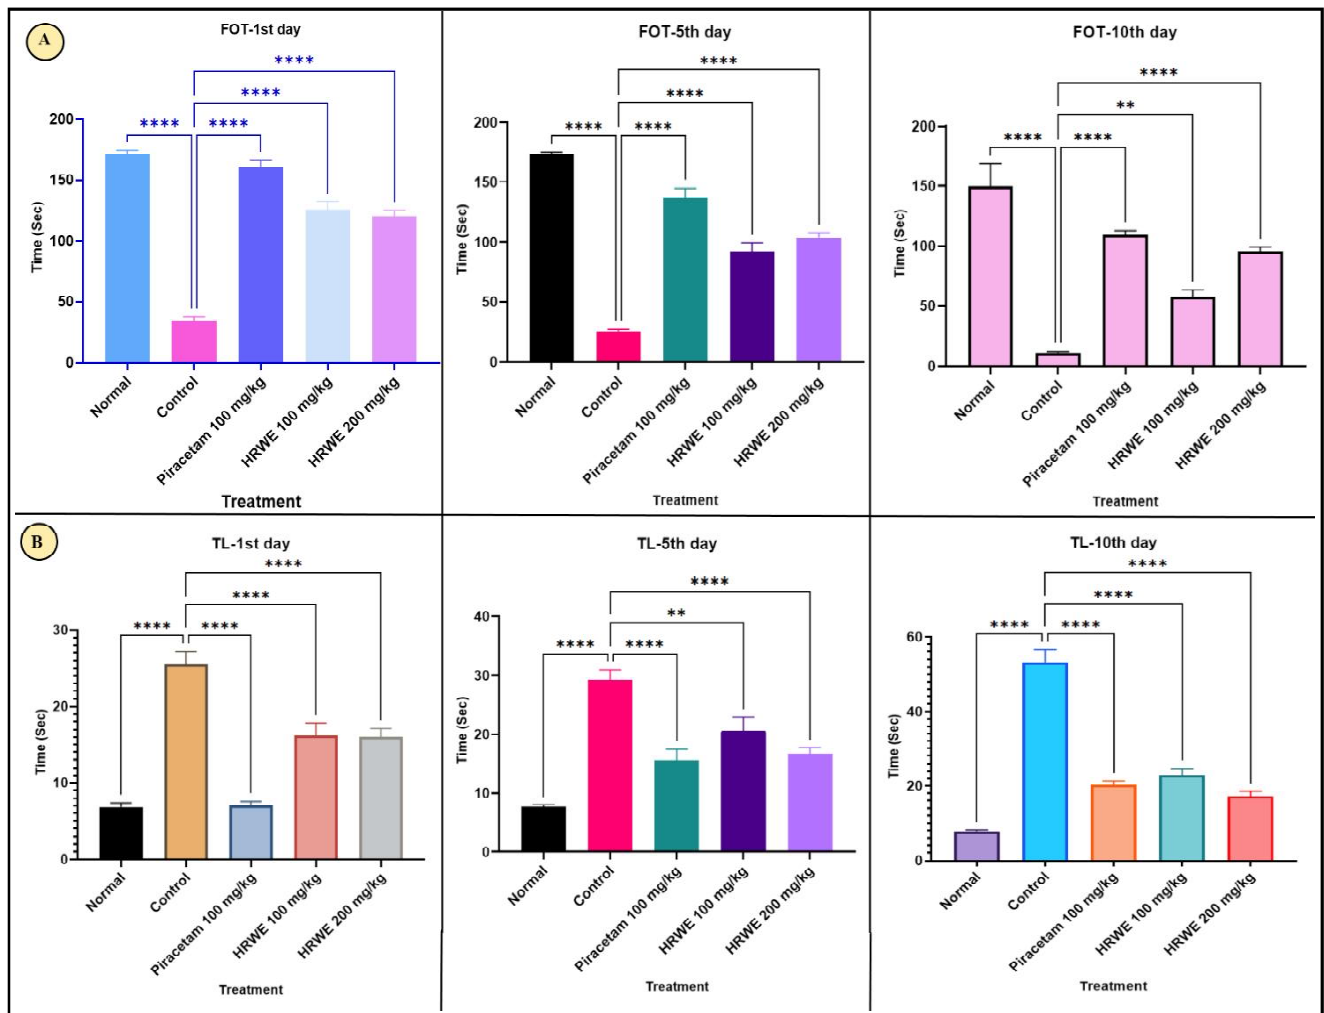 A
FOT-1st day
****
****
**** ****
200
150
100
50
0
Time (Sec)
Normal
Control
Piracetam 100 mg/kg
HRWE 100 mg/kg
HRWE 200 mg/kg
Treatment
FOT-5th day
****
****
**** ****
200
150
100
50
0
Time (Sec)
Normal
Control
Piracetam 100 mg/kg
HRWE 100 mg/kg
HRWE 200 mg/kg
Treatment
FOT-10th day
****
**
**** ****
200
150
100
50
0
Time (Sec)
Normal
Control
Piracetam 100 mg/kg
HRWE 100 mg/kg
HRWE 200 mg/kg
Treatment
B
TL-1st day
****
****
**** ****
30
20
10
0
Time (Sec)
Normal
Control
Piracetam 100 mg/kg
HRWE 100 mg/kg
HRWE 200 mg/kg
Treatment
TL-5th day
****
**
**** ****
40
30
20
10
0
Time (Sec)
Normal
Control
Piracetam 100 mg/kg
HRWE 100 mg/kg
HRWE 200 mg/kg
Treatment
TL-10th day
****
****
**** ****
60
40
20
0
Time (Sec)
Normal
Control
Piracetam 100 mg/kg
HRWE 100 mg/kg
HRWE 200 mg/kg
Treatment